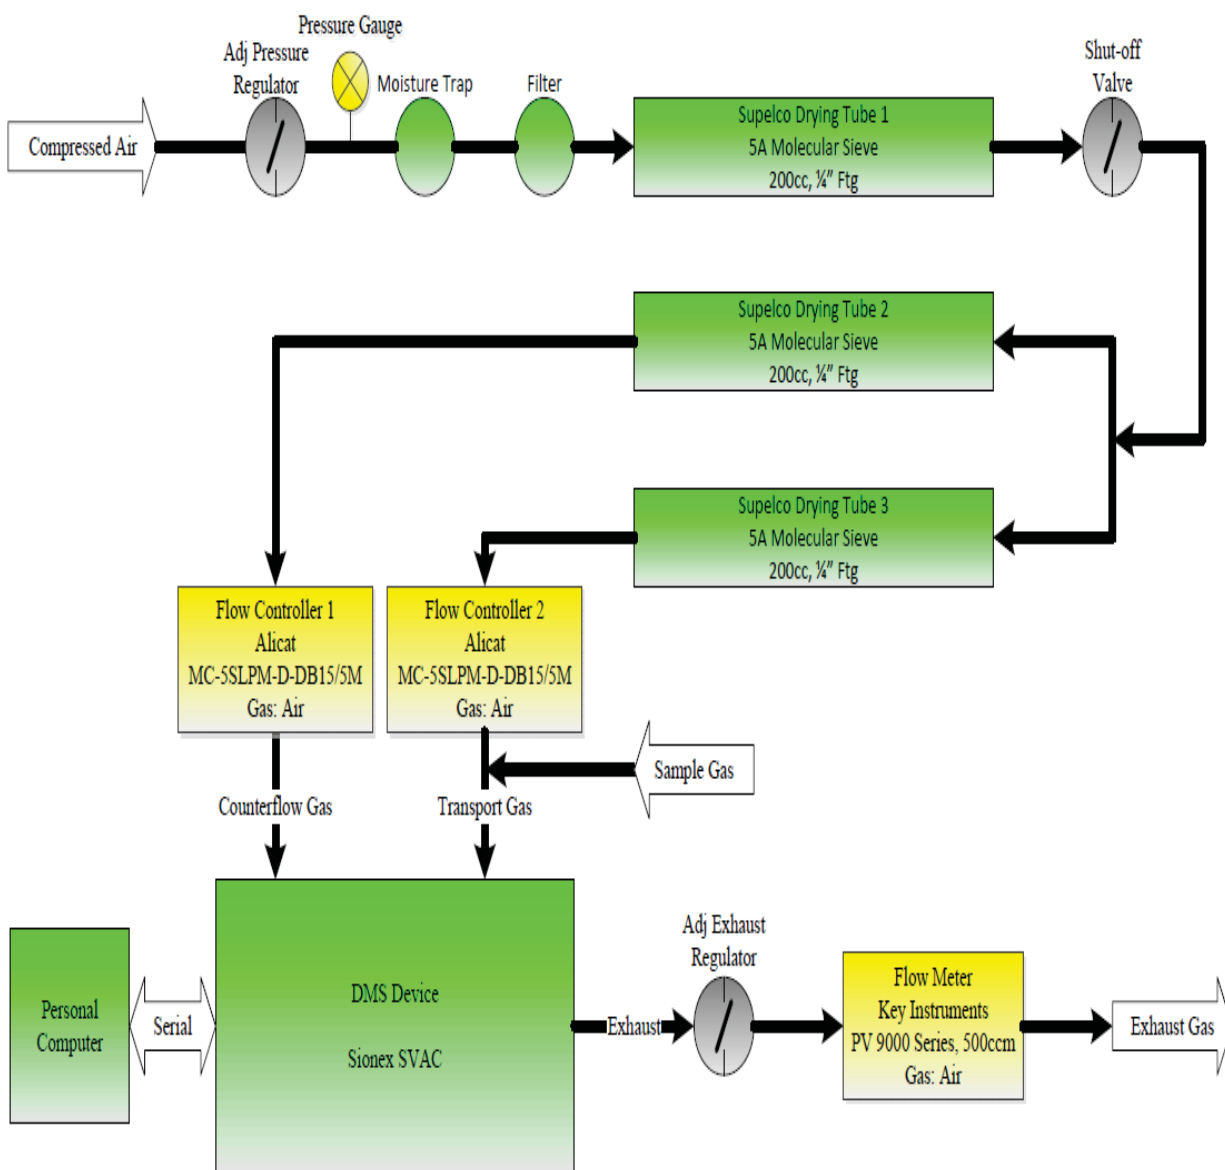 Pressure Gauge
Adj Pressure
Regulator
Moisture Trap
Filter
Shut-off
Valve
Compressed Air
Supelco Drying Tube 1
5A Molecular Sieve
200cc, ¼" Ftg
Supelco Drying Tube 2
5A Molecular Sieve
200cc, ¼" Ftg
Supelco Drying Tube 3
5A Molecular Sieve
200cc, ¼" Ftg
Flow Controller 1
Alicat
MC-5SLPM-D-DB15/5M
Gas: Air
Flow Controller 2
Alicat
MC-5SLPM-D-DB15/5M
Gas: Air
Sample Gas
Counterflow Gas
Transport Gas
Personal
Computer
Serial
DMS Device
Sionex SVAC
Exhaust
Adj Exhaust
Regulator
Flow Meter
Key Instruments
PV 9000 Series, 500ccm
Gas: Air
Exhaust Gas